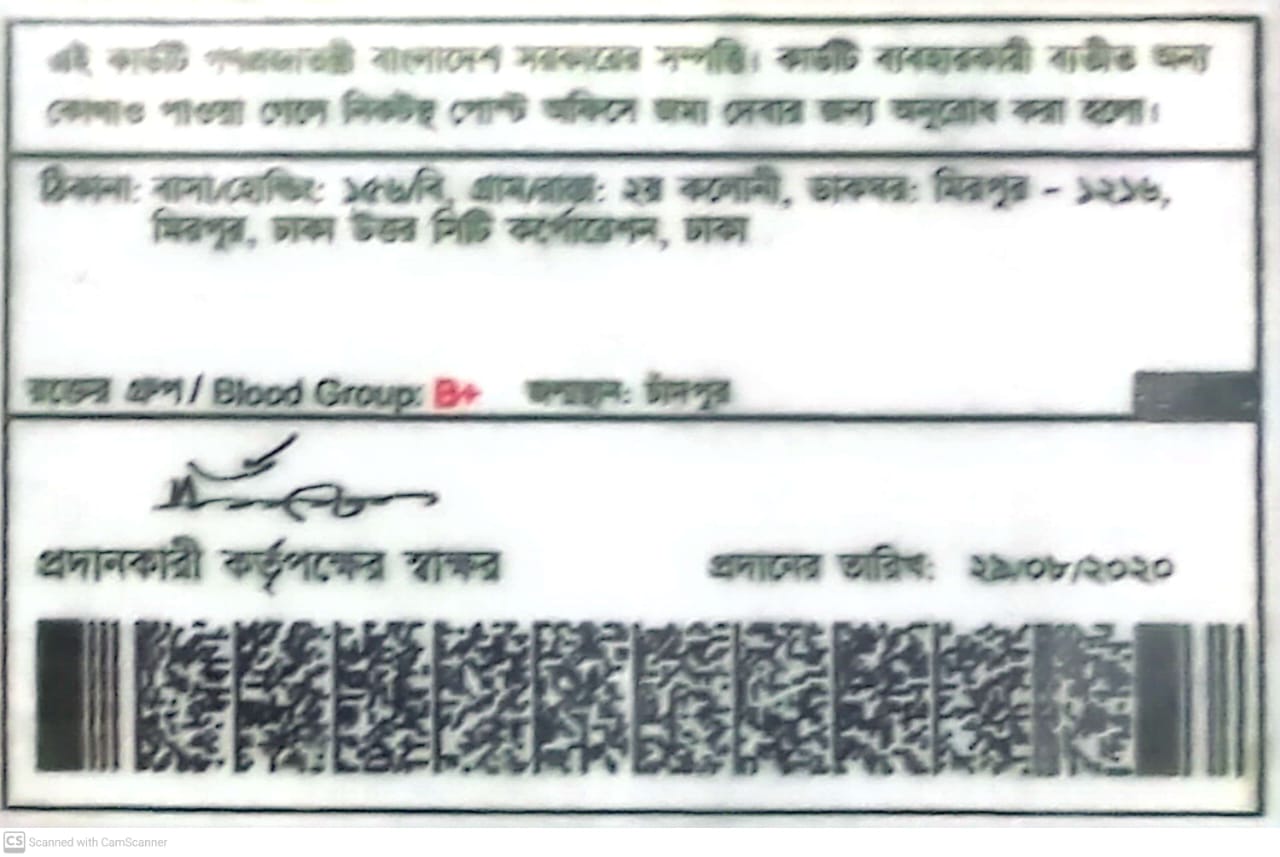 এই কার্ডটি গণপ্রজাতন্ত্রী বাংলাদেশ সরকারের সম্পত্তি। কার্ডটি ব্যবহারকারী ব্যতীত অন্য
কোথাও পাওয়া গেলে নিকটস্থ পোস্ট অফিসে জমা দেবার জন্য অনুরোধ করা হলো।
ঠিকানা: বাসা/হোল্ডিং: ১৫৬/বি, গ্রাম/রাস্তা: ২য় কলোনী, ডাকঘর: মিরপুর - ১২১৬,
মিরপুর, ঢাকা উত্তর সিটি কর্পোরেশন, ঢাকা
রক্তের গ্রুপ / Blood Group: B+ জন্মস্থান: চাঁদপুর
প্রদানকারী কর্তৃপক্ষের স্বাক্ষর প্রদানের তারিখ: ২৯/০৮/২০২০
CS Scanned with CamScanner